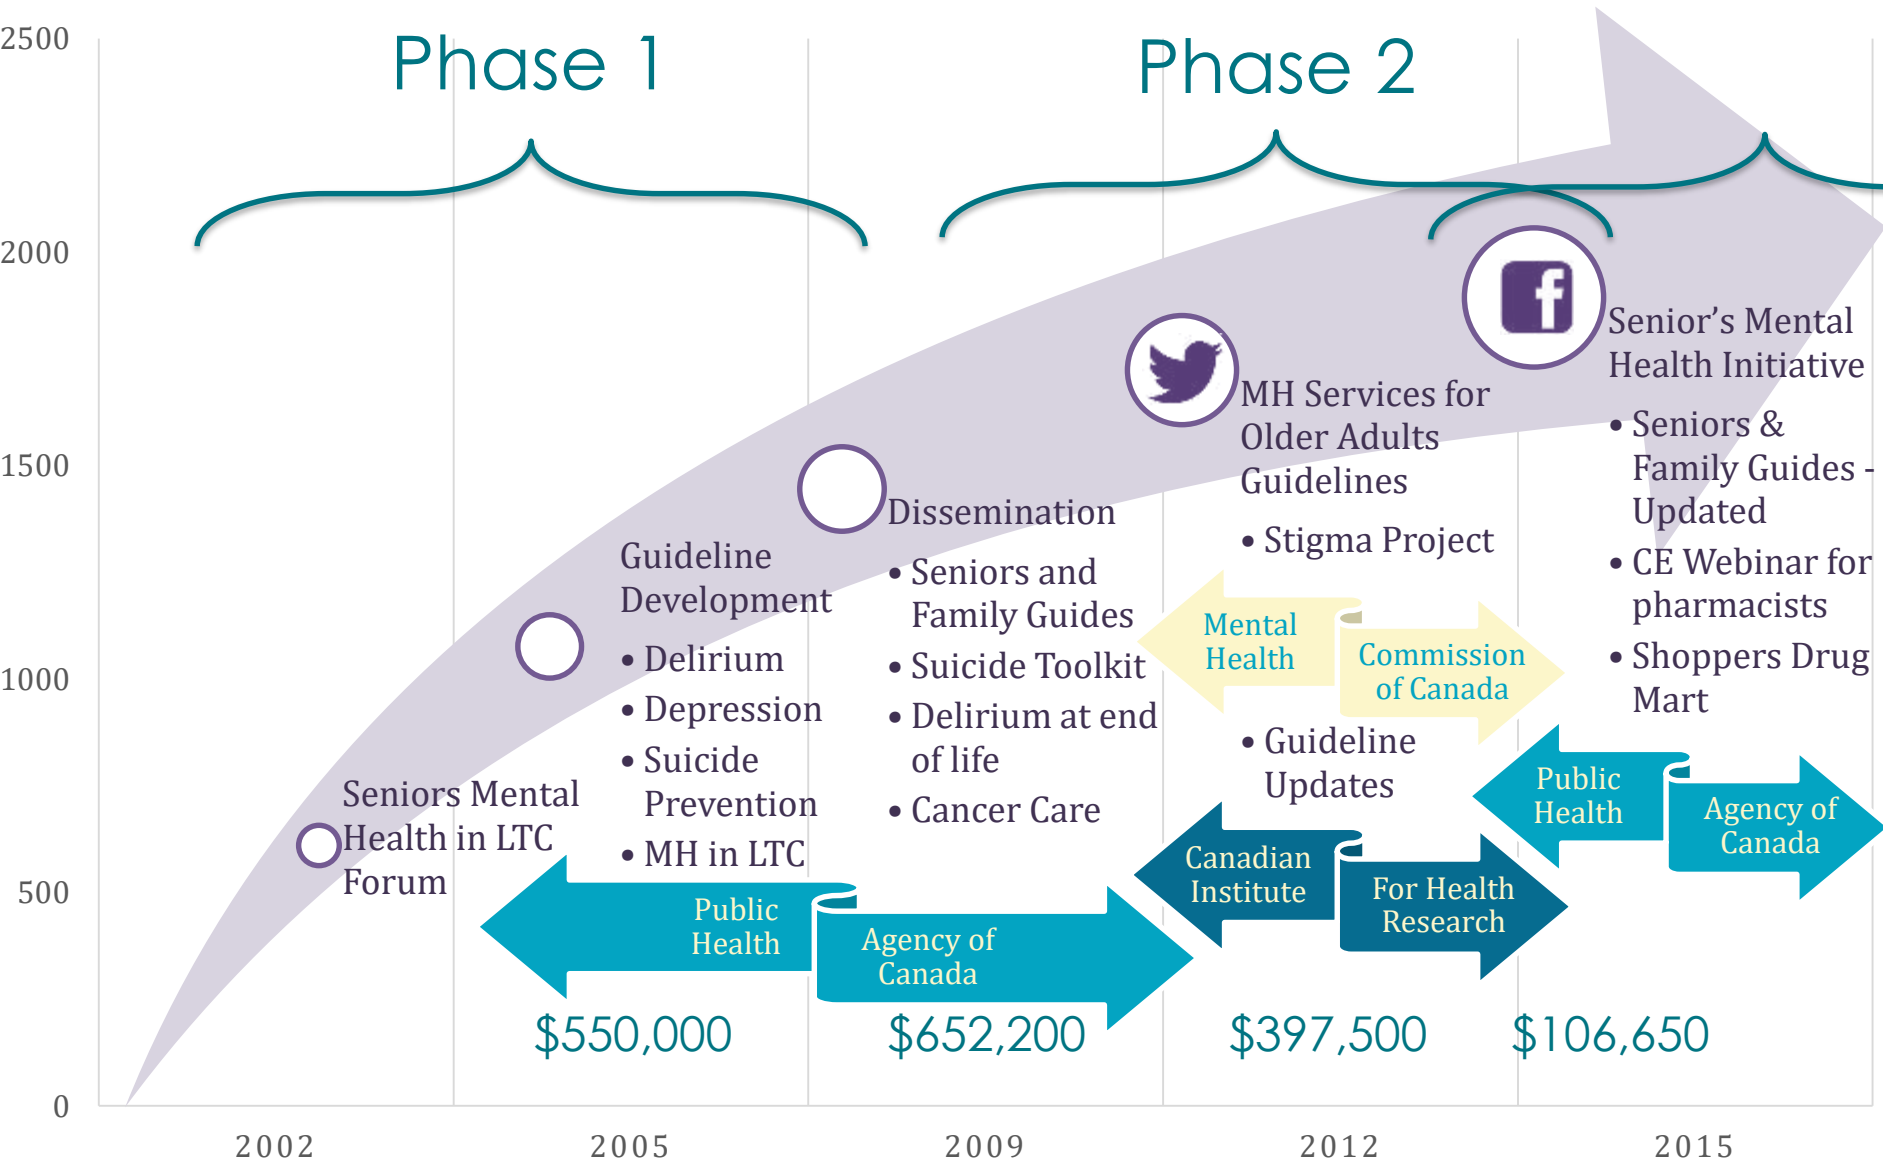 Phase 1
Phase 2
2500
2000
1500
1000
500
0
Seniors Mental
Health in LTC
Forum
Guideline
Development
• Delirium
• Depression
• Suicide
Prevention
• MH in LTC
Dissemination
• Seniors and
Family Guides
• Suicide Toolkit
• Delirium at end
of life
• Cancer Care
MH Services for
Older Adults
Guidelines
• Stigma Project
Mental
Health
Commission
of Canada
• Guideline
Updates
Canadian
Institute
For Health
Research
Senior’s Mental
Health Initiative
• Seniors &
Family Guides -
Updated
• CE Webinar for
pharmacists
• Shoppers Drug
Mart
Public
Health
Agency of
Canada
Public
Health
Agency of
Canada
$550,000
$652,200
$397,500
$106,650
2002
2005
2009
2012
2015